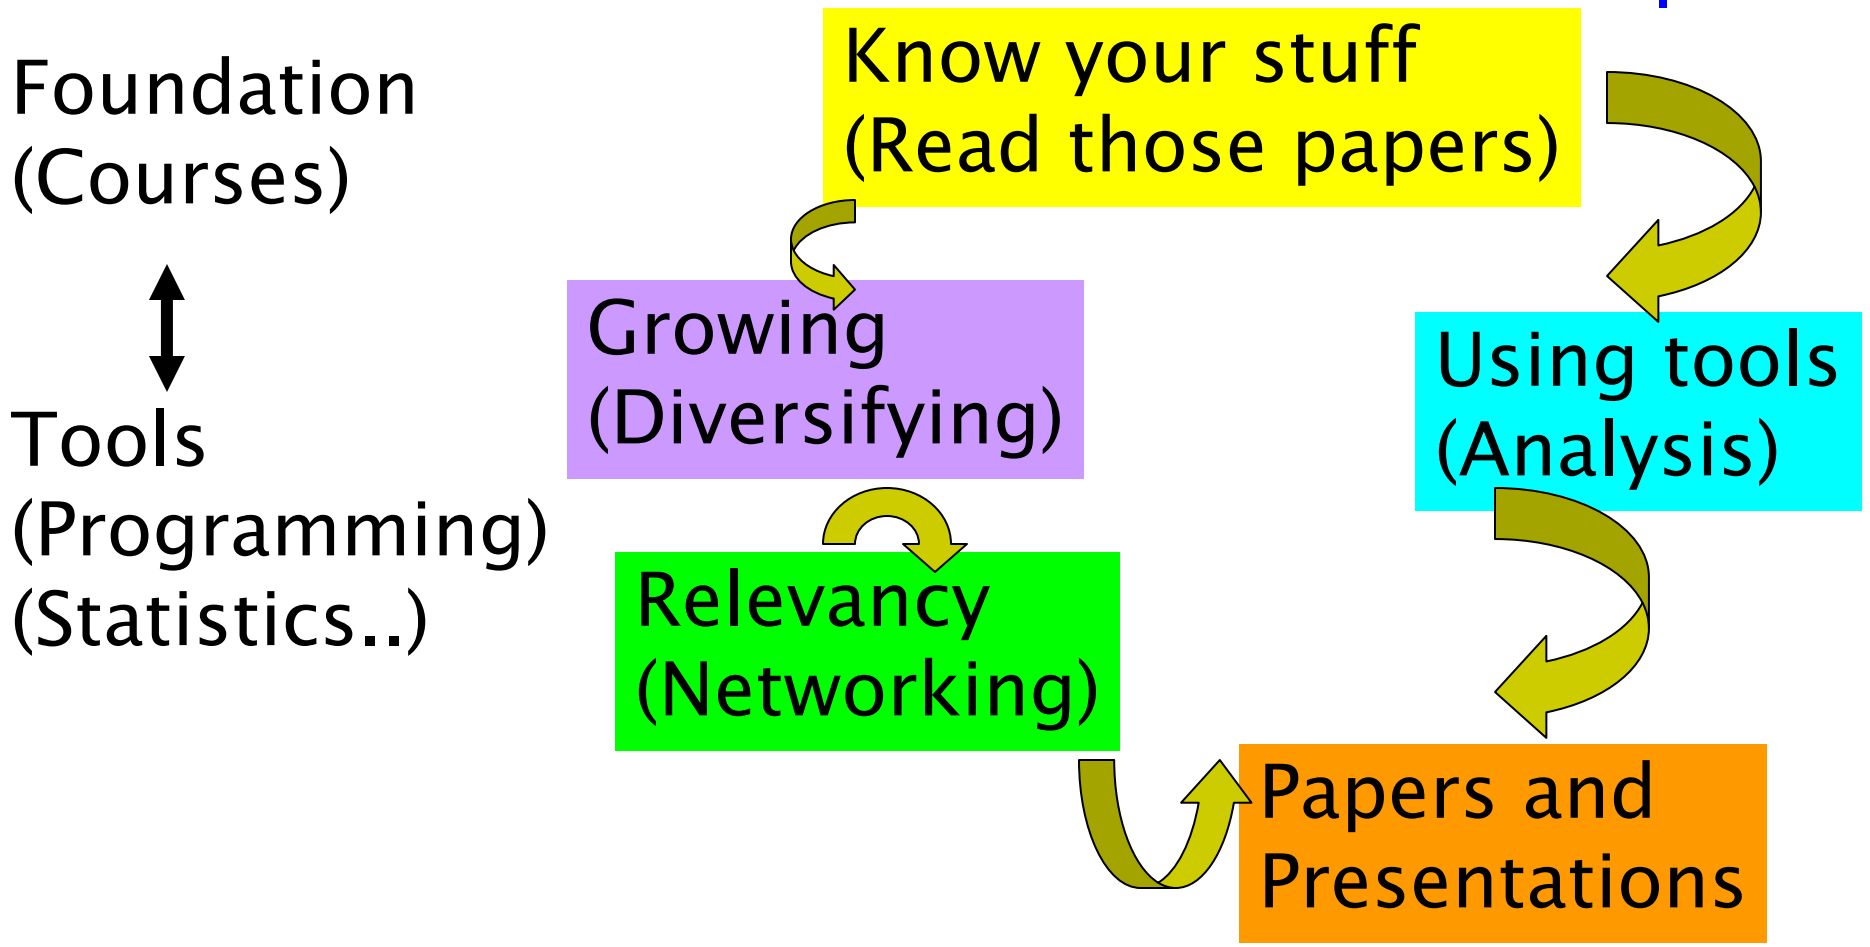 Foundation
(Courses)
Tools
(Programming)
(Statistics..)
Know your stuff
(Read those papers)
Growing
(Diversifying)
Relevancy
(Networking)
Using tools
(Analysis)
Papers and
Presentations